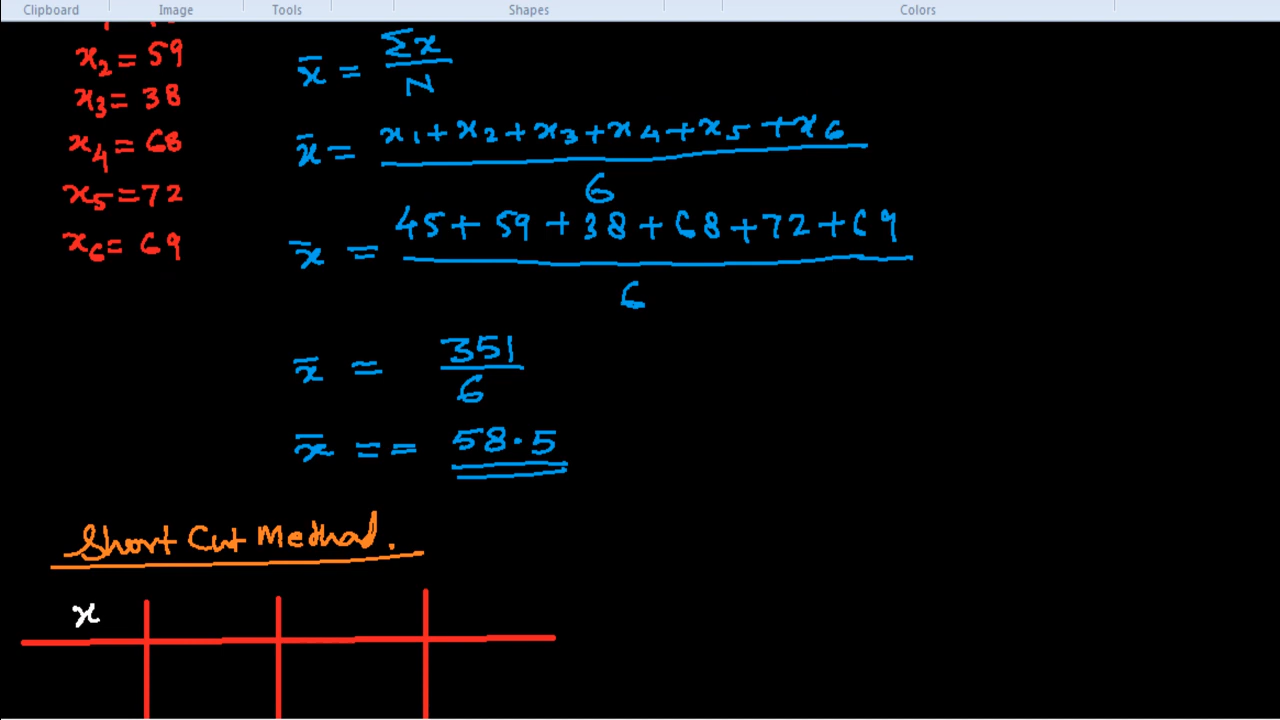 Clipboard Image Tools Shapes Colors
x2 = 59
x3 = 38
x4 = 68
x5 = 72
x6 = 69
x̄ = Σx / N
x̄ = x1 + x2 + x3 + x4 + x5 + x6 / 6
x̄ = 45 + 59 + 38 + 68 + 72 + 69 / 6
x̄ = 351 / 6
x̄ = = 58.5
Short Cut Method.
x